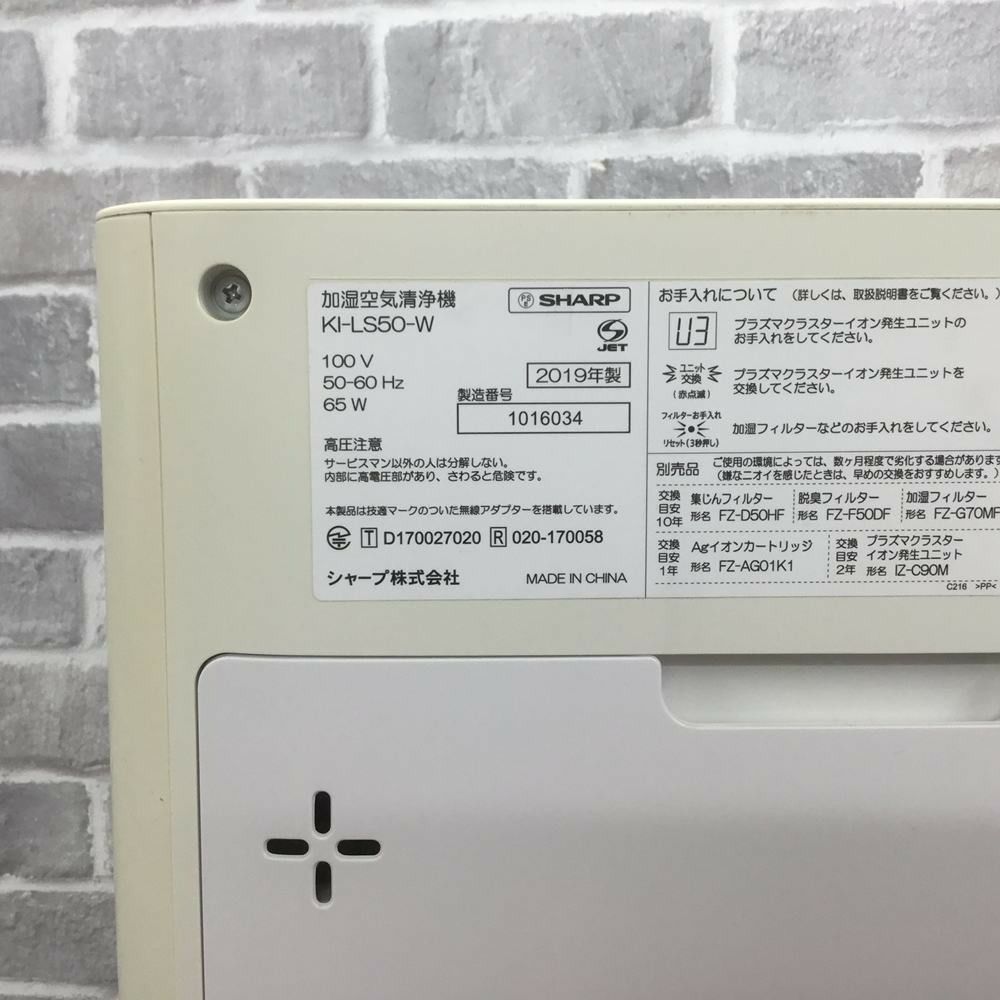 加湿空気清浄機
KI-LS50-W
PS E SHARP
JET
100 V
50-60 Hz
65 W
2019年製
製造番号
1016034
高圧注意
サービスマン以外の人は分解しない。
内部に高電圧部があり、さわると危険です。
本製品は技適マークのついた無線アダプターを搭載しています。
T D170027020 R 020-170058
シャープ株式会社
MADE IN CHINA
お手入れについて (詳しくは、取扱説明書をご覧ください。)
U3
プラズマクラスターイオン発生ユニットの
お手入れをしてください。
ユニット
交換
(赤点滅)
プラズマクラスターイオン発生ユニットを
交換してください。
フィルターお手入れ
リセット(3秒押し)
加湿フィルターなどのお手入れをしてください。
別売品
ご使用の環境によっては、数ヶ月程度で劣化する場合があります
(嫌なニオイを感じたときは、早めの交換をおすすめします。)
交換
目安
10年
集じんフィルター
形名 FZ-D50HF
脱臭フィルター
形名 FZ-F50DF
加湿フィルター
形名 FZ-G70MF
交換
目安
1年
Agイオンカートリッジ
形名 FZ-AG01K1
交換
目安
2年
プラズマクラスター
イオン発生ユニット
形名 IZ-C90M
C216 >PP<